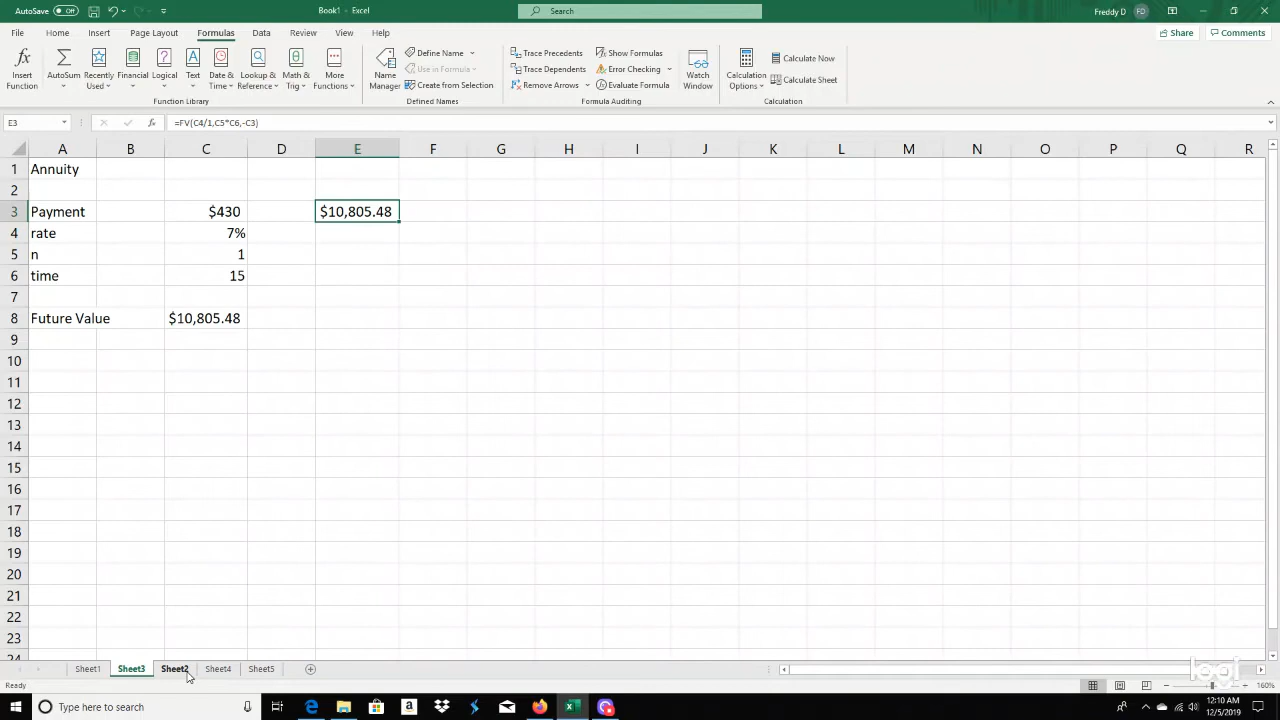 AutoSave Off Book1 - Excel Search Freddy D FD
File Home Insert Page Layout Formulas Data Review View Help Share Comments
Insert Function
AutoSum
Recently Used
Financial
Logical
Text
Date & Time
Lookup & Reference
Math & Trig
More Functions
Function Library
Name Manager
Define Name
Use in Formula
Create from Selection
Defined Names
Trace Precedents
Trace Dependents
Remove Arrows
Show Formulas
Error Checking
Evaluate Formula
Formula Auditing
Watch Window
Calculation Options
Calculate Now
Calculate Sheet
Calculation
E3 fx =FV(C4/1,C5*C6,-C3)
A B C D E F G H I J K L M N O P Q R
1 Annuity
2
3 Payment $430 $10,805.48
4 rate 7%
5 n 1
6 time 15
7
8 Future Value $10,805.48
9
10
11
12
13
14
15
16
17
18
19
20
21
22
23
24
Sheet1 Sheet3 Sheet2 Sheet4 Sheet5
logi
Ready 160%
Type here to search
12:10 AM
12/5/2019